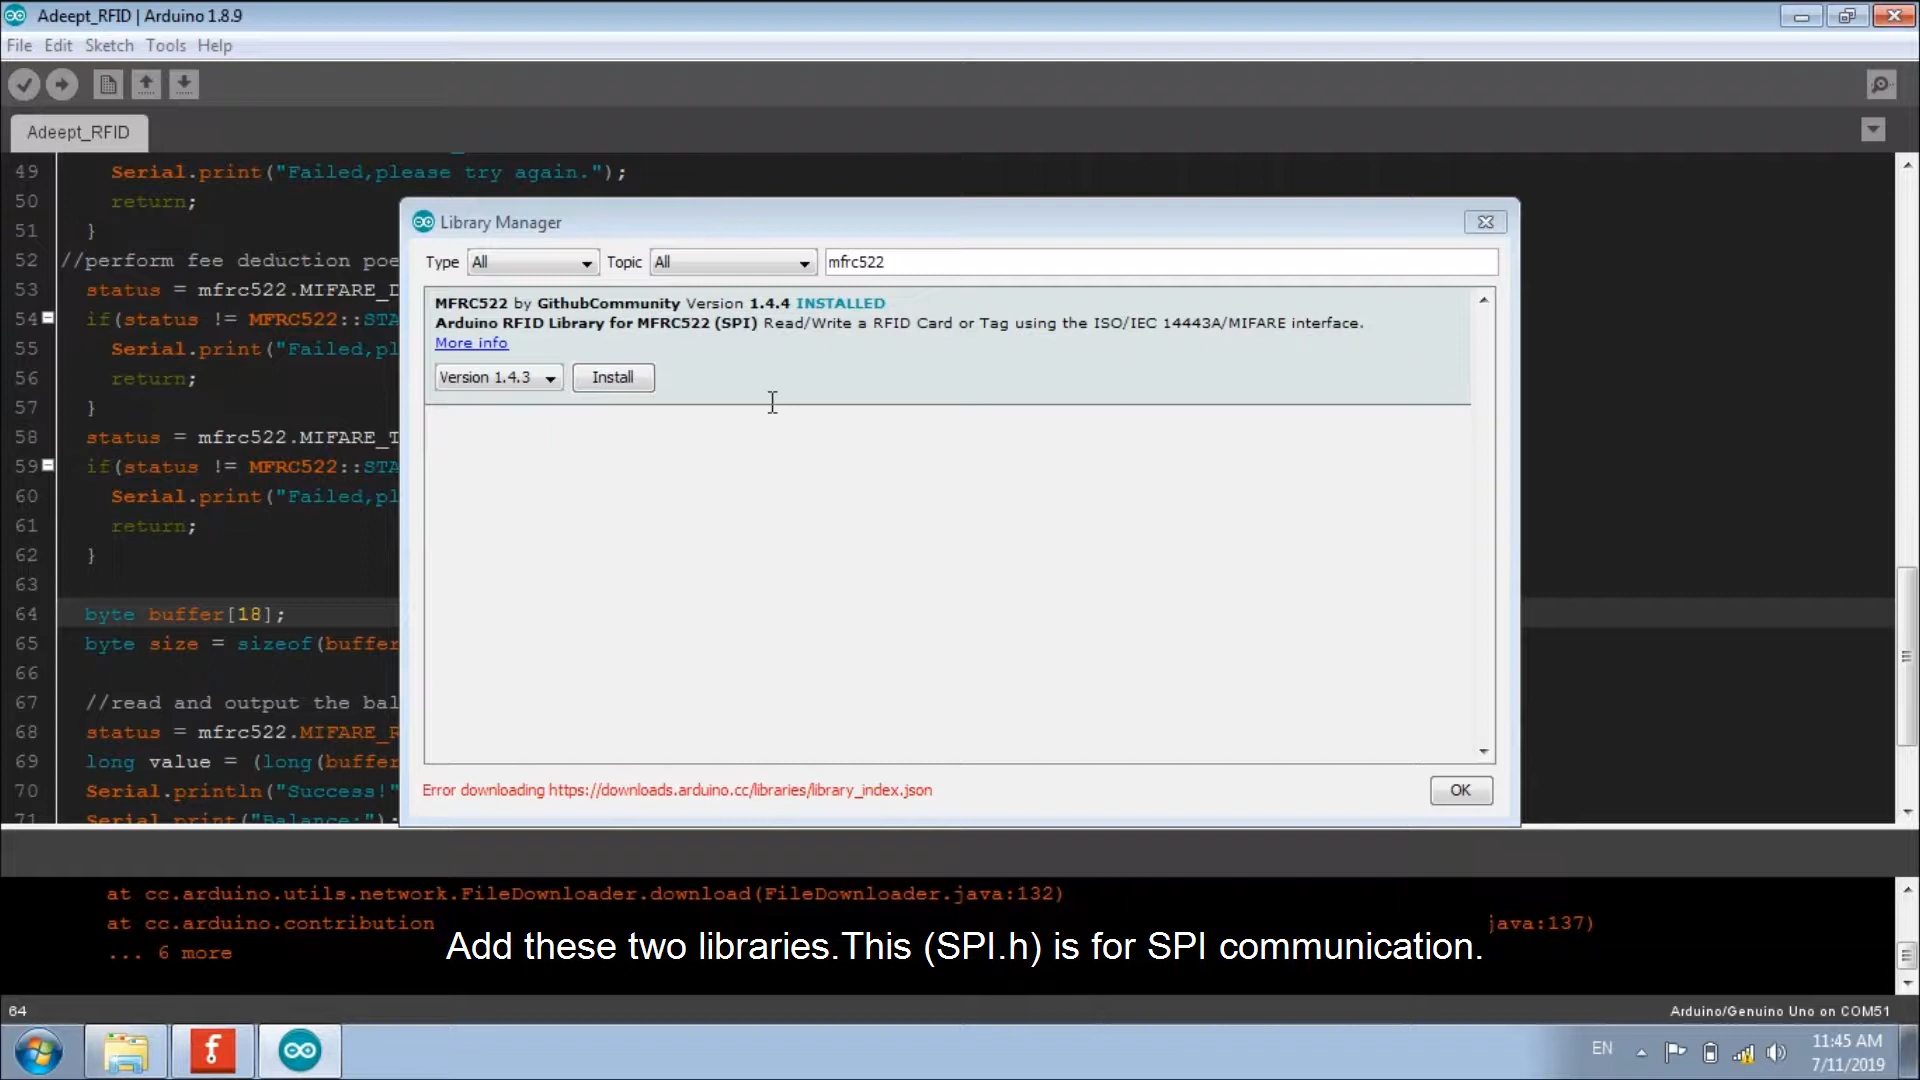 Adeept_RFID | Arduino 1.8.9
File Edit Sketch Tools Help
Adeept_RFID
49 Serial.print("Failed,please try again.");
50 return;
51 }
52 //perform fee deduction poe
53 status = mfrc522.MIFARE_D
54 if(status != MFRC522::STA
55 Serial.print("Failed,pl
56 return;
57 }
58 status = mfrc522.MIFARE_T
59 if(status != MFRC522::STA
60 Serial.print("Failed,pl
61 return;
62 }
63
64 byte buffer[18];
65 byte size = sizeof(buffer
66
67 //read and output the bal
68 status = mfrc522.MIFARE_R
69 long value = (long(buffer
70 Serial.println("Success!"
71 Serial.print("Balance:");
Library Manager
Type All Topic All mfrc522
MFRC522 by GithubCommunity Version 1.4.4 INSTALLED
Arduino RFID Library for MFRC522 (SPI) Read/Write a RFID Card or Tag using the ISO/IEC 14443A/MIFARE interface.
More info
Version 1.4.3 Install
Error downloading https://downloads.arduino.cc/libraries/library_index.json
OK
at cc.arduino.utils.network.FileDownloader.download(FileDownloader.java:132)
at cc.arduino.contribution java:137)
... 6 more
Add these two libraries.This (SPI.h) is for SPI communication.
64
Arduino/Genuino Uno on COM51
EN
11:45 AM
7/11/2019